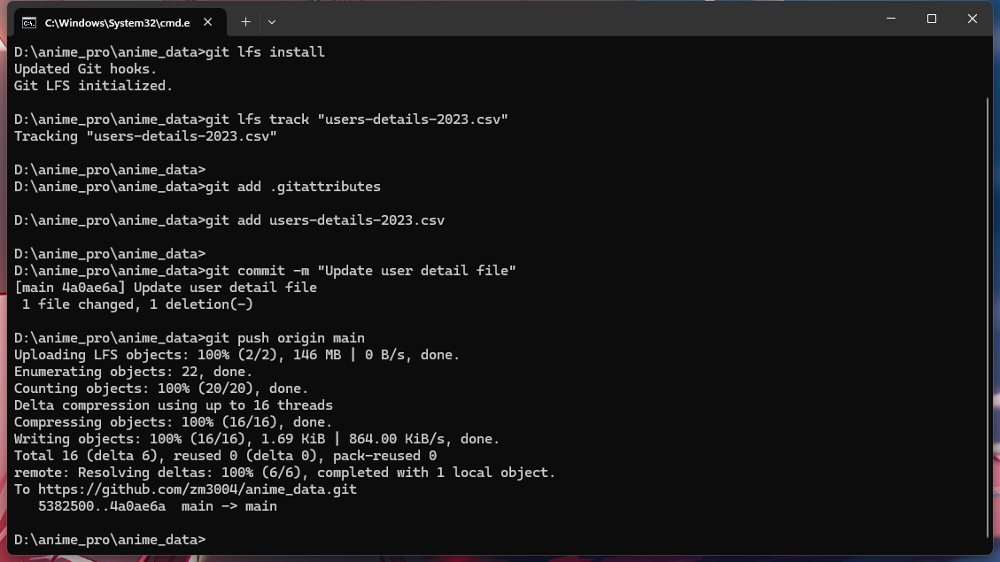 C:\Windows\System32\cmd.e
D:\anime_pro\anime_data>git lfs install
Updated Git hooks.
Git LFS initialized.
D:\anime_pro\anime_data>git lfs track "users-details-2023.csv"
Tracking "users-details-2023.csv"
D:\anime_pro\anime_data>
D:\anime_pro\anime_data>git add .gitattributes
D:\anime_pro\anime_data>git add users-details-2023.csv
D:\anime_pro\anime_data>
D:\anime_pro\anime_data>git commit -m "Update user detail file"
[main 4a0ae6a] Update user detail file
 1 file changed, 1 deletion(-)
D:\anime_pro\anime_data>git push origin main
Uploading LFS objects: 100% (2/2), 146 MB | 0 B/s, done.
Enumerating objects: 22, done.
Counting objects: 100% (20/20), done.
Delta compression using up to 16 threads
Compressing objects: 100% (16/16), done.
Writing objects: 100% (16/16), 1.69 KiB | 864.00 KiB/s, done.
Total 16 (delta 6), reused 0 (delta 0), pack-reused 0
remote: Resolving deltas: 100% (6/6), completed with 1 local object.
To https://github.com/zm3004/anime_data.git
   5382500..4a0ae6a  main -> main
D:\anime_pro\anime_data>